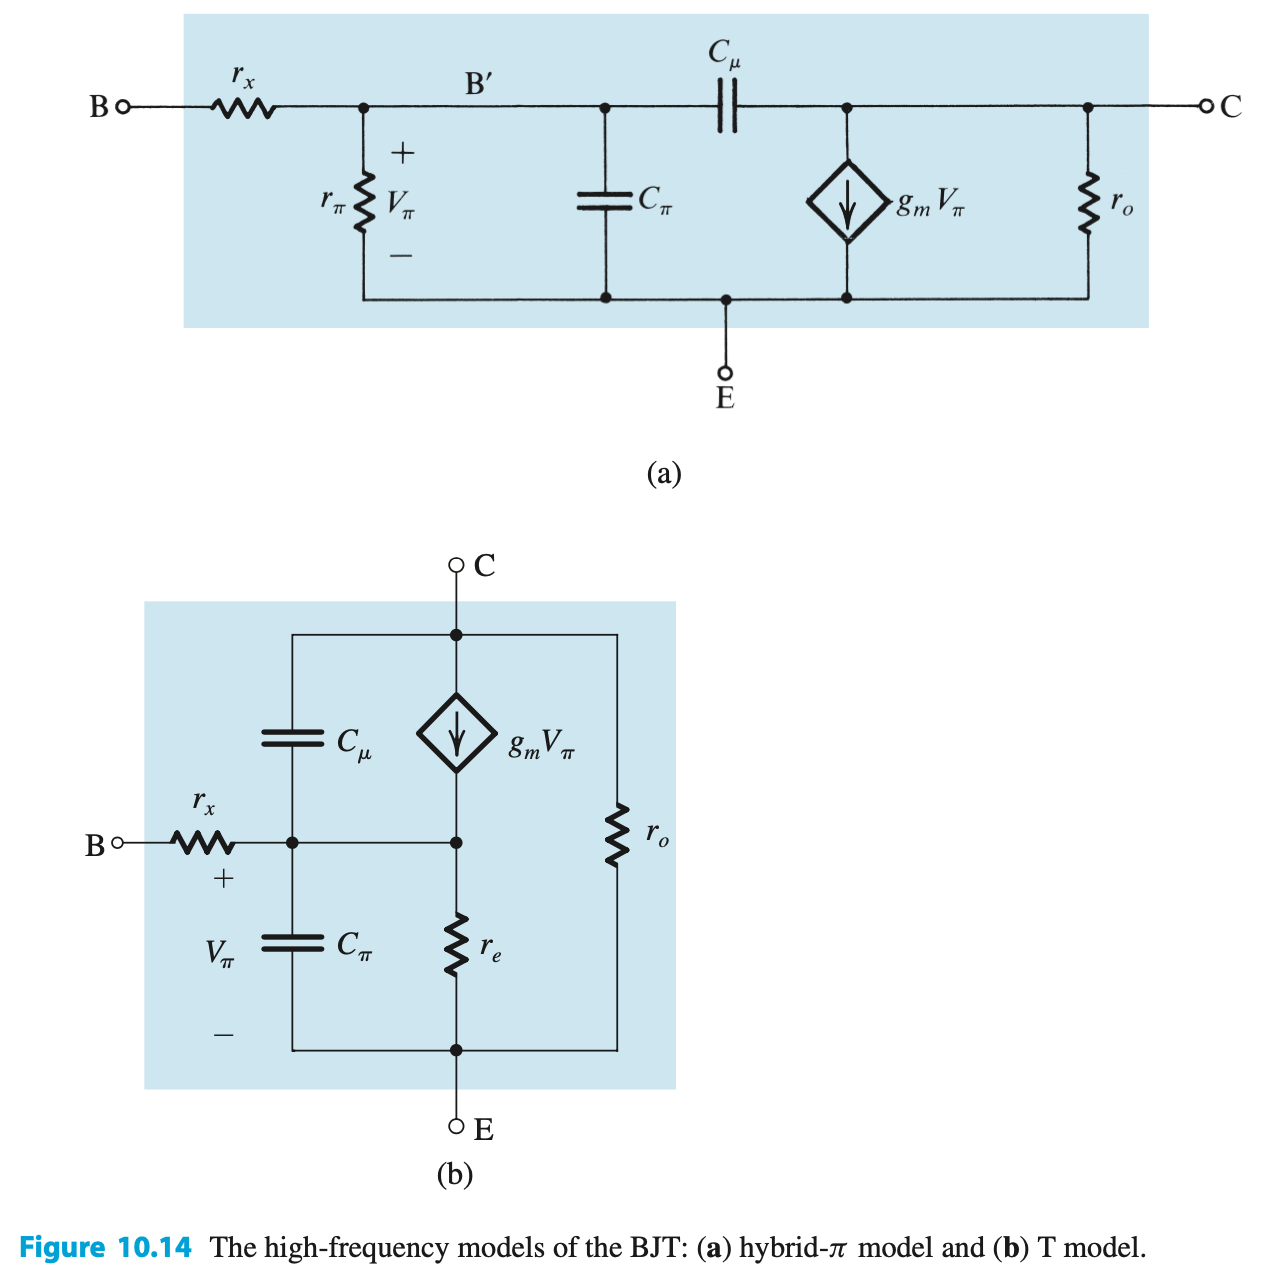 C_μ
r_x
B′
B
C
+
r_π
V_π
C_π
g_m V_π
r_o
−
E
(a)
C
C_μ
g_m V_π
r_x
r_o
B
+
V_π
C_π
r_e
−
E
(b)
Figure 10.14 The high-frequency models of the BJT: (a) hybrid-π model and (b) T model.